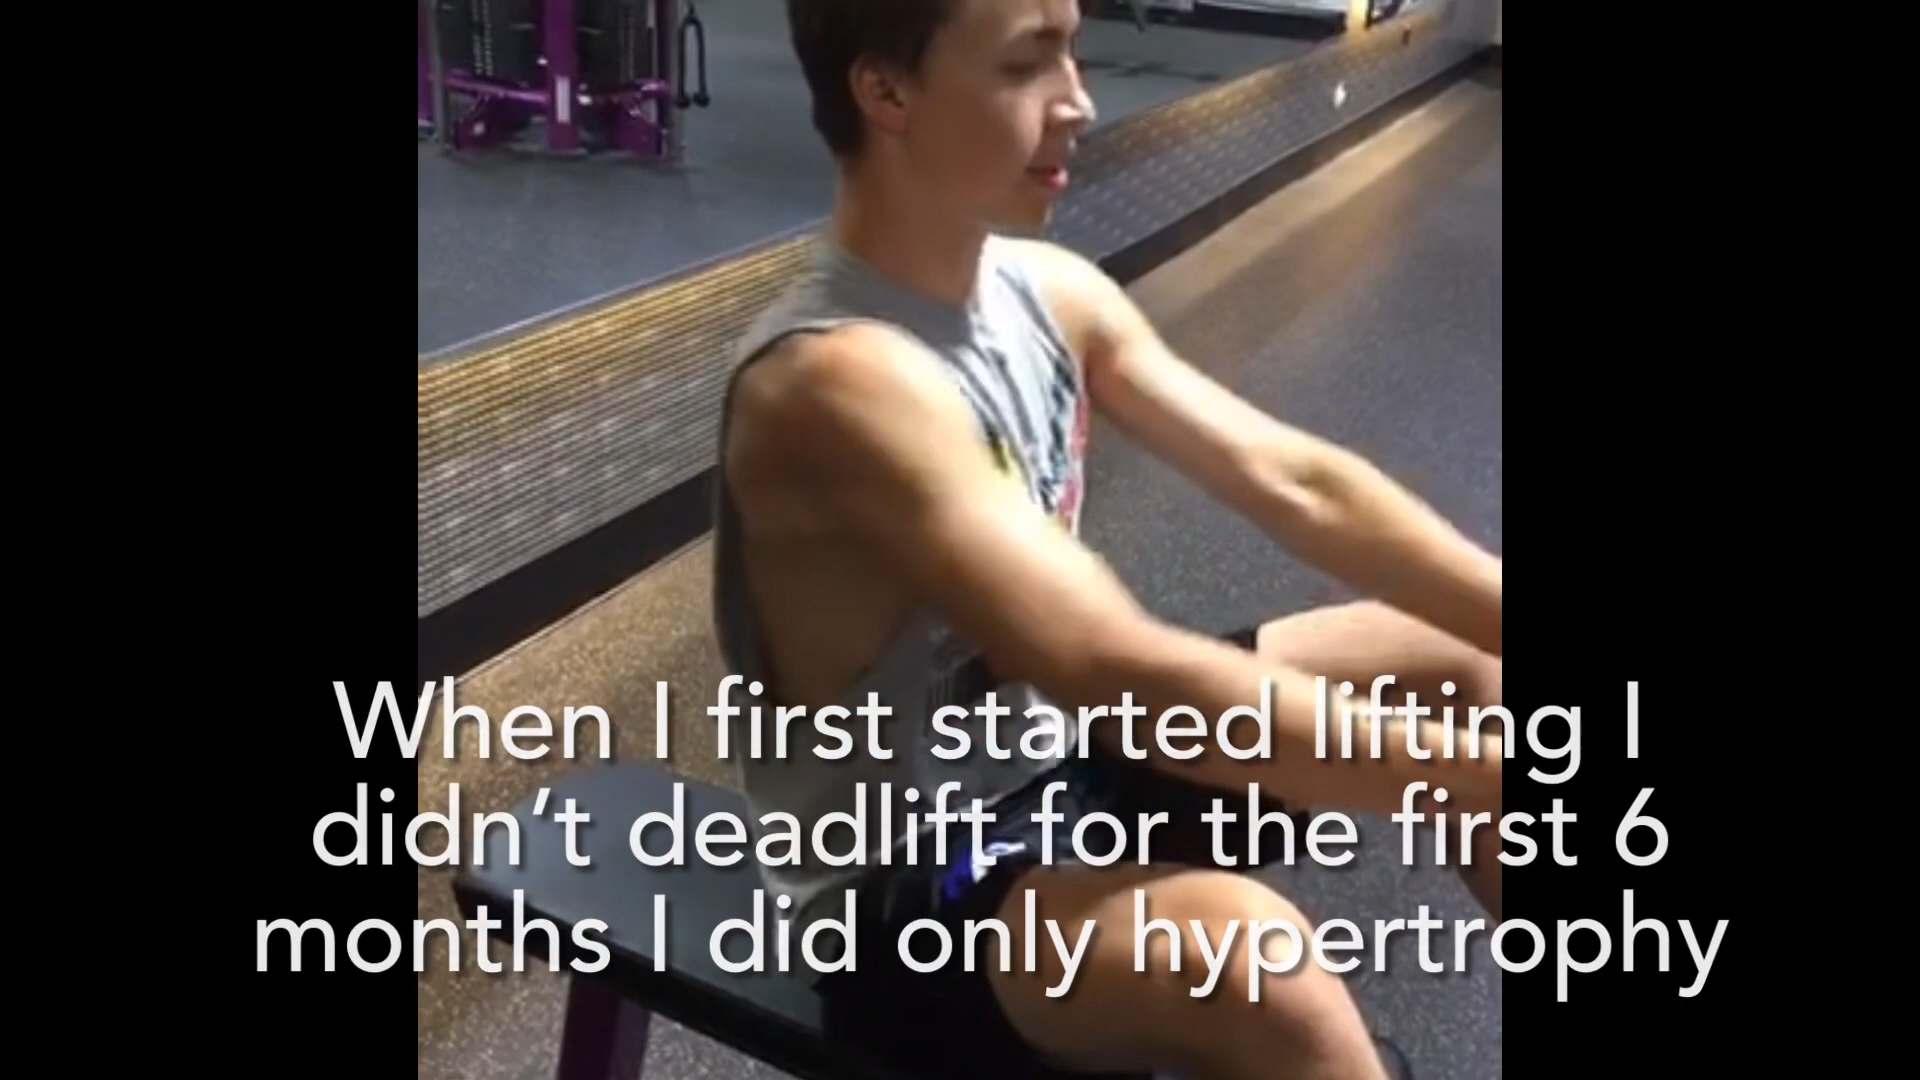 When I first started lifting I
didn’t deadlift for the first 6
months I did only hypertrophy